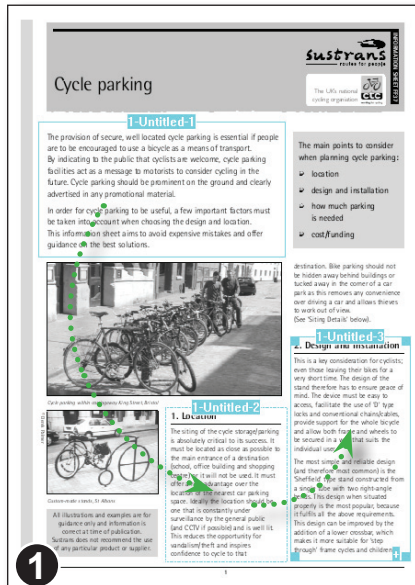 sustrans
routes for people
INFORMATION SHEET FF37
Cycle parking
The UK's national
cycling organisation
CTC
1-Untitled-1
The provision of secure, well located cycle parking is essential if people
are to be encouraged to use a bicycle as a means of transport.
By indicating to the public that cyclists are welcome, cycle parking
facilities act as a message to motorists to consider cycling in the
future. Cycle parking should be prominent on the ground and clearly
advertised in any promotional material.
In order for cycle parking to be useful, a few important factors must
be taken into account when choosing the design and location.
This information sheet aims to avoid expensive mistakes and offer
guidance on the best solutions.
The main points to consider
when planning cycle parking:
location
design and installation
how much parking
is needed
cost/funding
Cycle parking within carriageway, King Street, Bristol
Custom-made stands, St Albans
All illustrations and examples are for
guidance only and information is
correct at time of publication.
Sustrans does not recommend the use
of any particular product or supplier.
1-Untitled-2
1. Location
The siting of the cycle storage/parking
is absolutely critical to its success. It
must be located as close as possible to
the main entrance of a destination
(school, office building and shopping
centre) or it will not be used. It must
offer an advantage over the
location of the nearest car parking
space. Ideally the location should be
one that is constantly under
surveillance by the general public
(and CCTV if possible) and is well lit.
This reduces the opportunity for
vandalism/theft and inspires
confidence to cycle to that
destination. Bike parking should not
be hidden away behind buildings or
tucked away in the corner of a car
park as this removes any convenience
over driving a car and allows thieves
to work out of view.
(See 'Siting Details' below).
1-Untitled-3
2. Design and installation
This is a key consideration for cyclists;
even those leaving their bikes for a
very short time. The design of the
stand therefore has to ensure peace of
mind. The device must be easy to
access, facilitate the use of 'D' type
locks and conventional chains/cables,
provide support for the whole bicycle
and allow both frame and wheels to
be secured in a way that suits the
individual user.
The most simple and reliable design
(and therefore most common) is the
'Sheffield' type stand constructed from
a single tube with two right-angle
bends. This design when situated
properly is the most popular, because
it fulfils all the above requirements.
This design can be improved by the
addition of a lower crossbar, which
makes it more suitable for 'step
through' frame cycles and children's
1
1